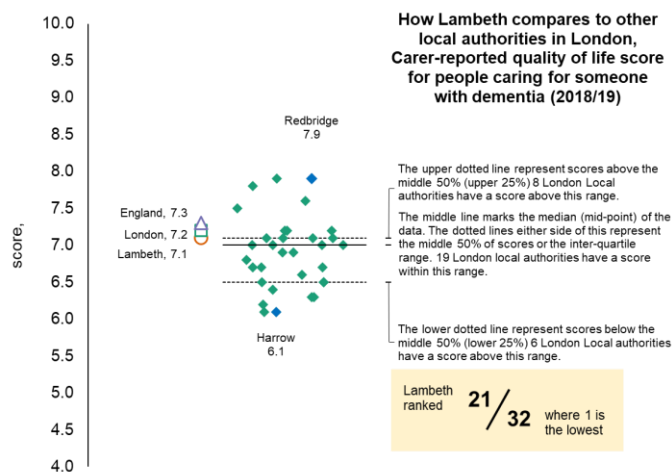 How Lambeth compares to other
local authorities in London,
Carer-reported quality of life score
for people caring for someone
with dementia (2018/19)
10.0
9.5
9.0
8.5
8.0
7.5
7.0
6.5
6.0
5.5
5.0
4.5
4.0
score,
England, 7.3
London, 7.2
Lambeth, 7.1
Redbridge
7.9
Harrow
6.1
The upper dotted line represent scores above the
middle 50% (upper 25%) 8 London Local
authorities have a score above this range.
The middle line marks the median (mid-point) of the
data. The dotted lines either side of this represent
the middle 50% of scores or the inter-quartile
range. 19 London local authorities have a score
within this range.
The lower dotted line represent scores below the
middle 50% (lower 25%) 6 London Local authorities
have a score above this range.
Lambeth
ranked
21/32
where 1 is
the lowest